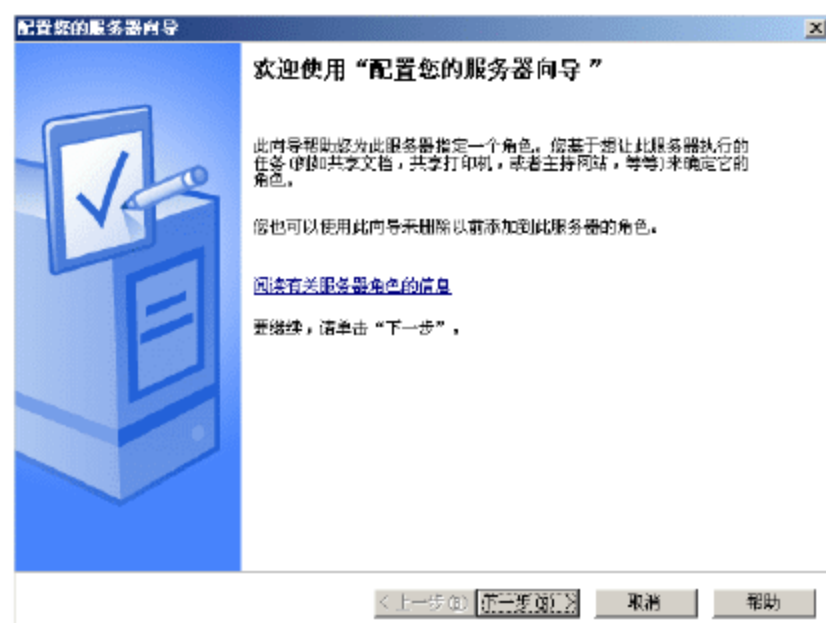 配置您的服务器向导
欢迎使用“配置您的服务器向导”
此向导帮助您为此服务器指定一个角色。您基于想让此服务器执行的
任务(例如共享文档，共享打印机，或者主持网站，等等)来确定它的
角色。
您也可以使用此向导来删除以前添加到此服务器的角色。
阅读有关服务器角色的信息
要继续，请单击“下一步”。
< 上一步(B) 下一步(N) > 取消 帮助